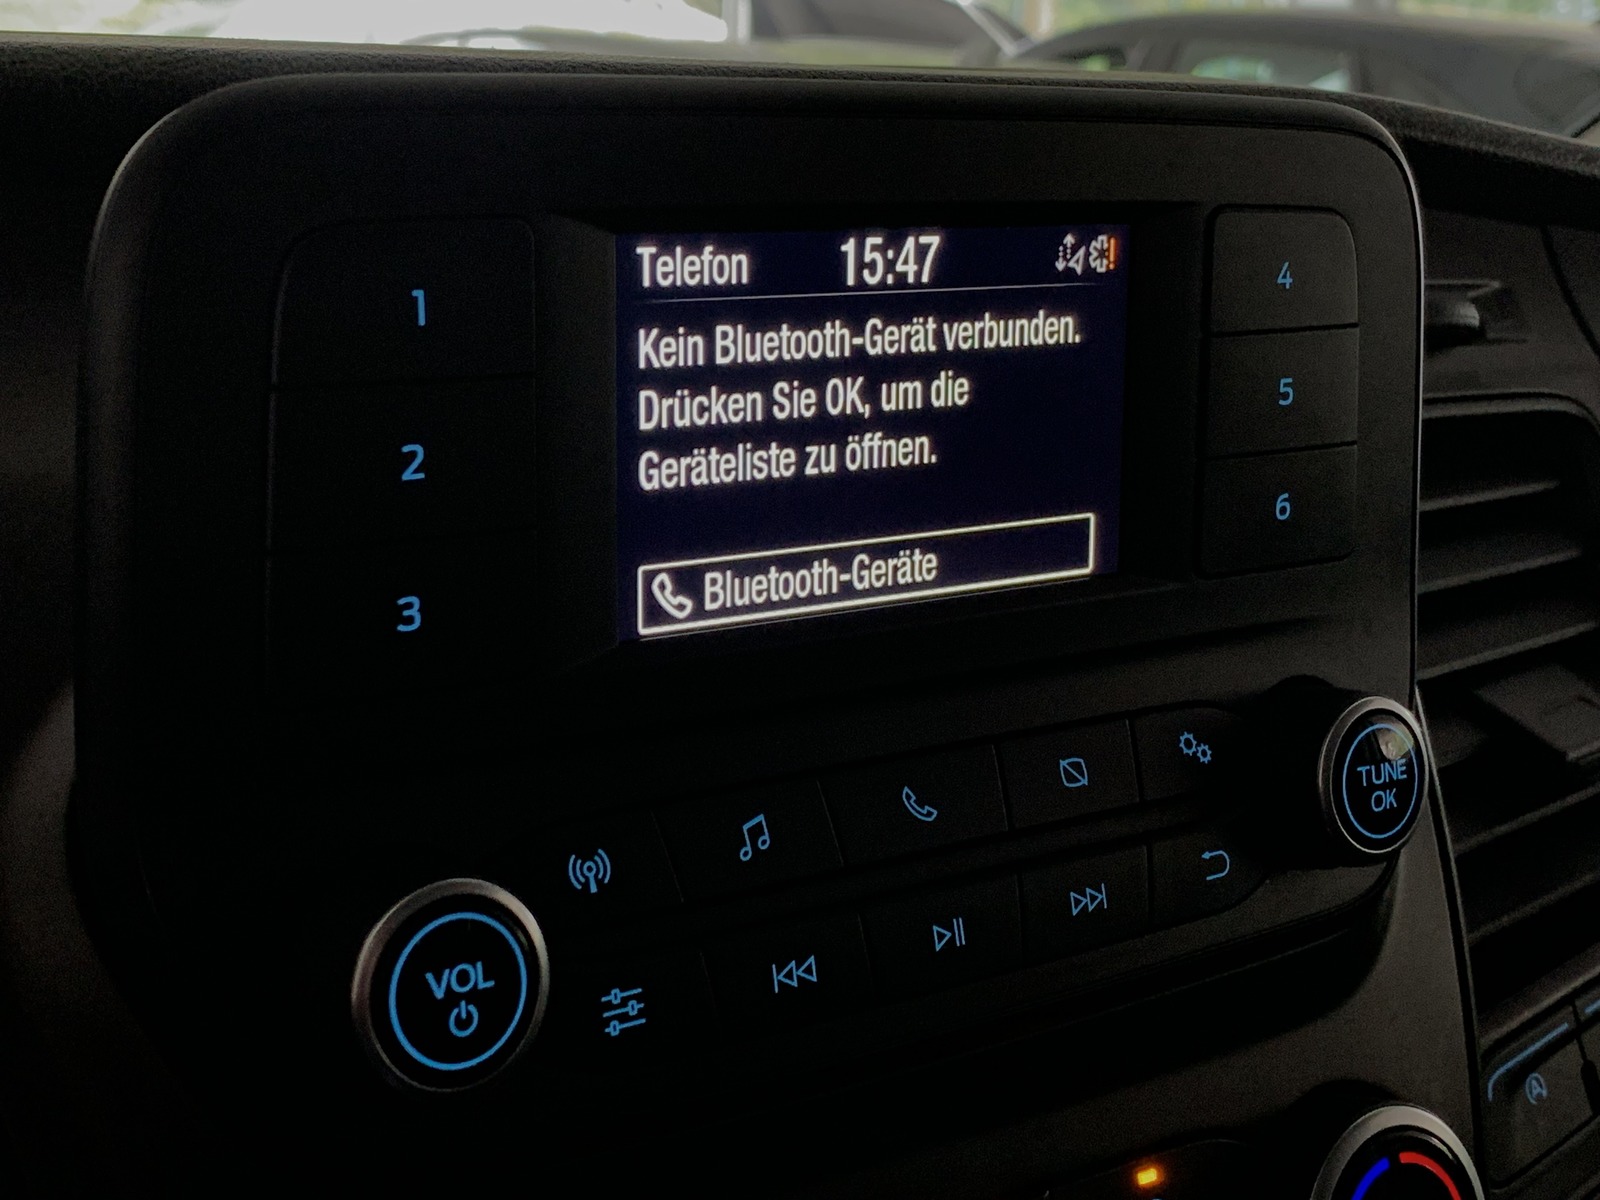 Telefon 15:47
Kein Bluetooth-Gerät verbunden.
Drücken Sie OK, um die
Geräteliste zu öffnen.
Bluetooth-Geräte
1
2
3
4
5
6
TUNE
OK
VOL
A